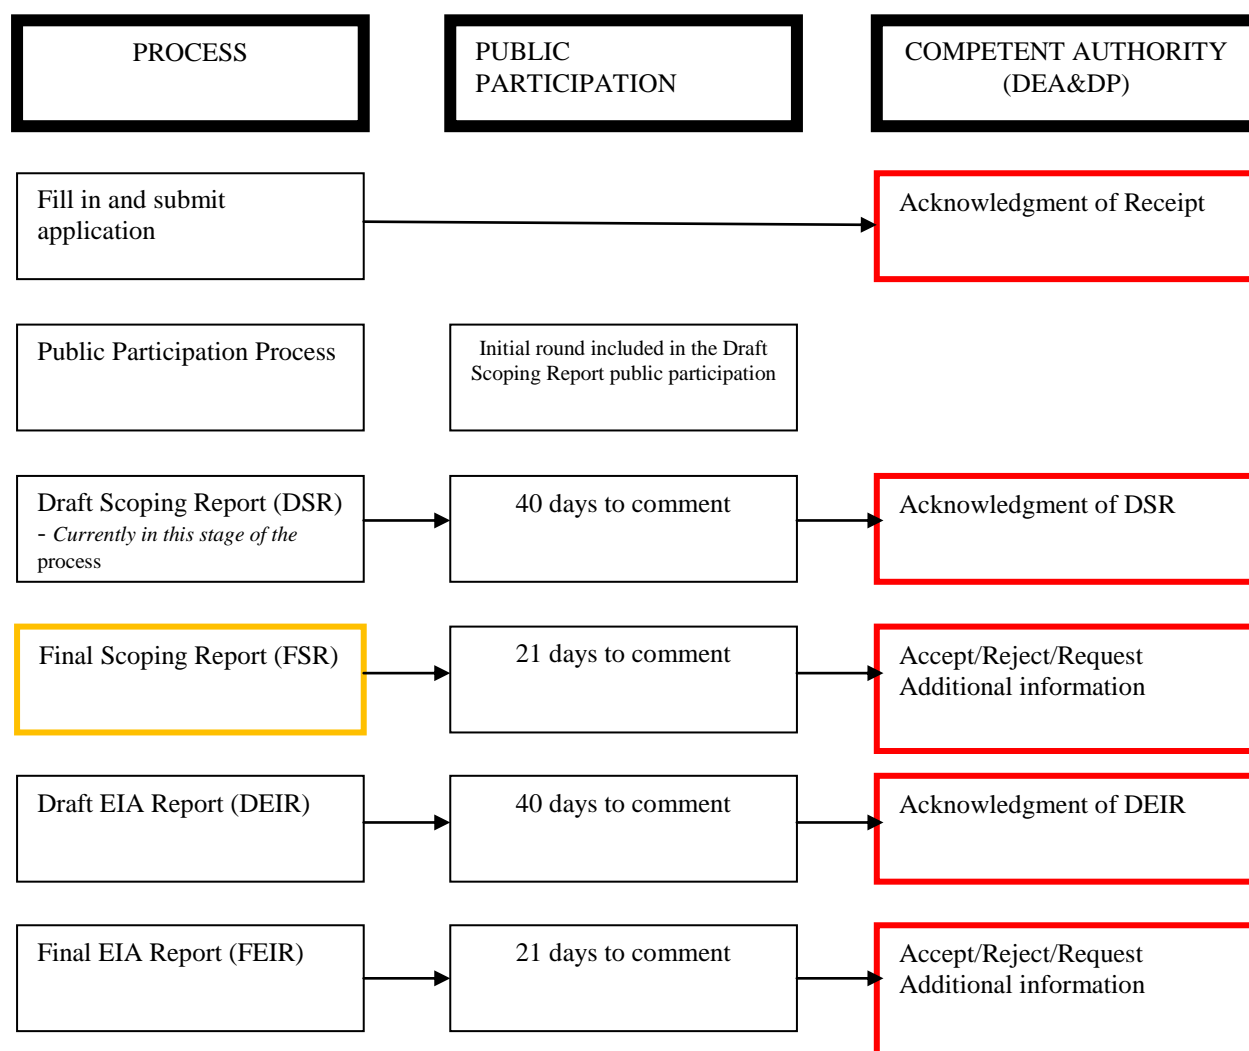 PROCESS
PUBLIC
PARTICIPATION
COMPETENT AUTHORITY
(DEA&DP)
Fill in and submit
application
Acknowledgment of Receipt
Public Participation Process
Initial round included in the Draft
Scoping Report public participation
Draft Scoping Report (DSR)
- Currently in this stage of the
process
40 days to comment
Acknowledgment of DSR
Final Scoping Report (FSR)
21 days to comment
Accept/Reject/Request
Additional information
Draft EIA Report (DEIR)
40 days to comment
Acknowledgment of DEIR
Final EIA Report (FEIR)
21 days to comment
Accept/Reject/Request
Additional information